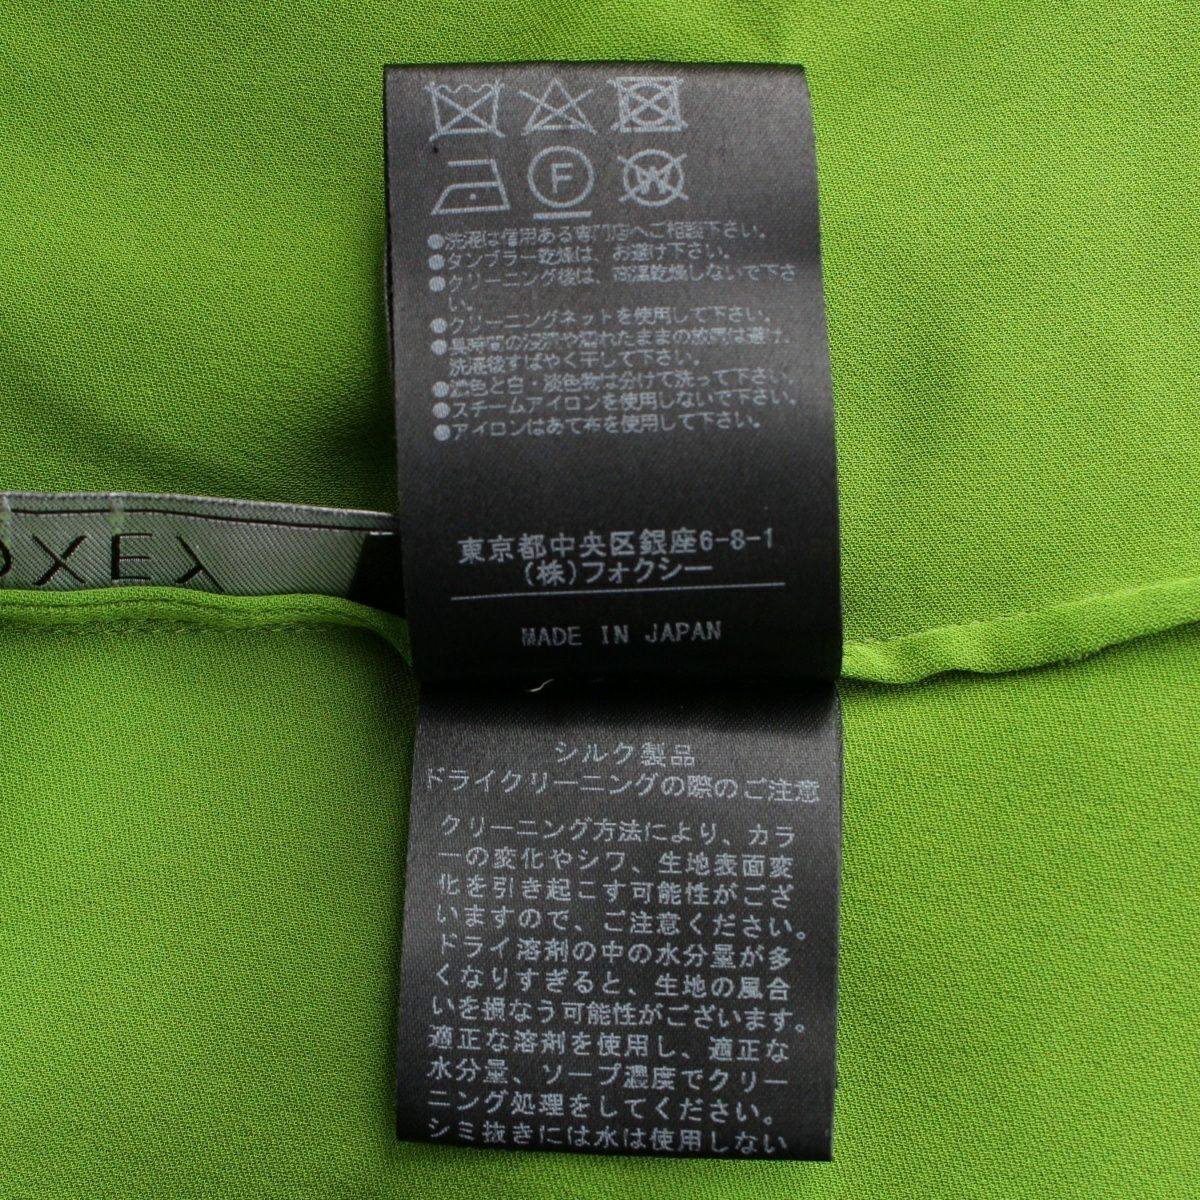 F
W
●洗濯は信用ある専門店へご相談下さい。
●タンブラー乾燥は、お避け下さい。
●クリーニング後は、高温乾燥しないで下さ
い。
●クリーニングネットを使用して下さい。
●長時間の浸漬や濡れたままの放置は避け、
洗濯後すばやく干して下さい。
●濃色と白・淡色物は分けて洗って下さい。
●スチームアイロンを使用しないで下さい。
●アイロンはあて布を使用して下さい。
東京都中央区銀座6-8-1
(株)フォクシー
MADE IN JAPAN
シルク製品
ドライクリーニングの際のご注意
クリーニング方法により、カラ
ーの変化やシワ、生地表面変
化を引き起こす可能性がござ
いますので、ご注意ください。
ドライ溶剤の中の水分量が多
くなりすぎると、生地の風合
いを損なう可能性がございます。
適正な溶剤を使用し、適正な
水分量、ソープ濃度でクリー
ニング処理をしてください。
シミ抜きには水は使用しない